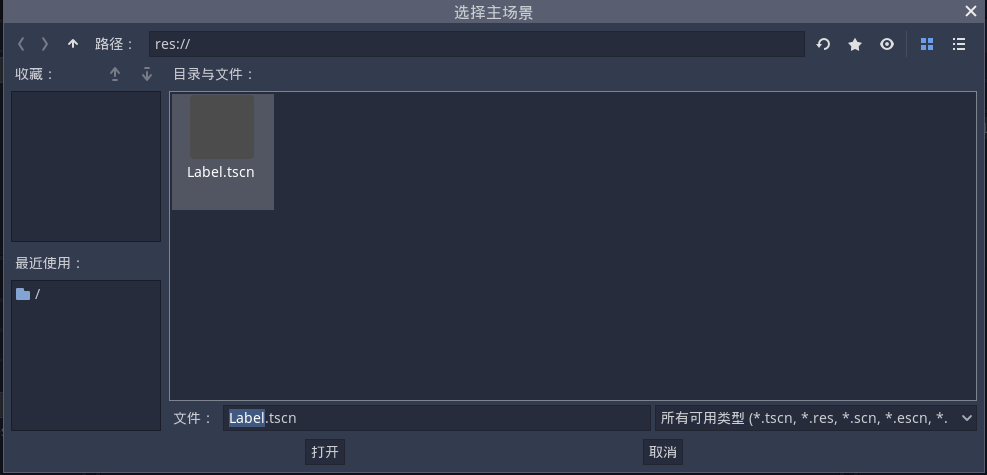 选择主场景
路径：
res://
收藏：
目录与文件：
Label.tscn
最近使用：
/
文件：
Label.tscn
所有可用类型 (*.tscn, *.res, *.scn, *.escn, *.
打开
取消